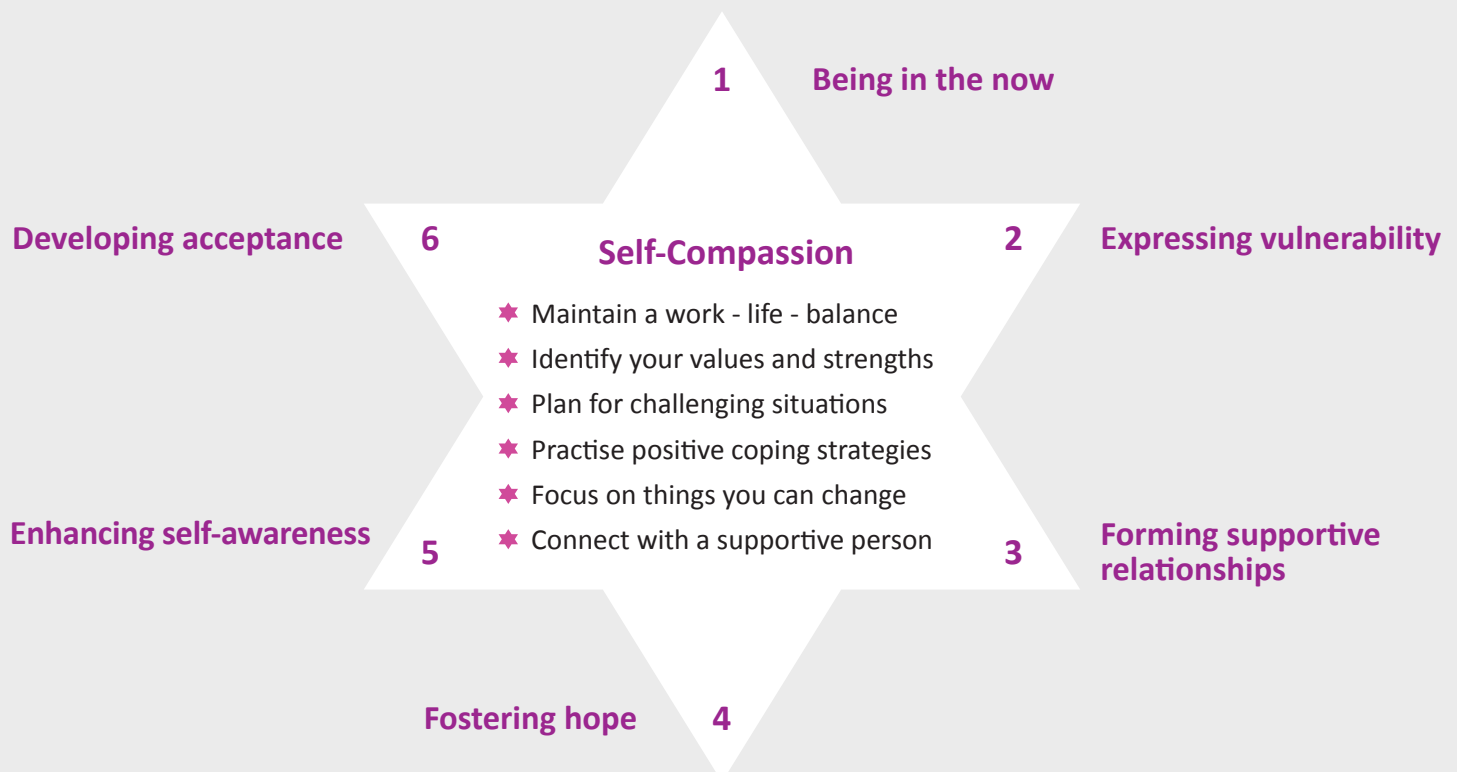 1 Being in the now
Developing acceptance 6
Self-Compassion
2 Expressing vulnerability
Maintain a work - life - balance
Identify your values and strengths
Plan for challenging situations
Practise positive coping strategies
Focus on things you can change
Connect with a supportive person
Enhancing self-awareness 5
3 Forming supportive
relationships
Fostering hope 4